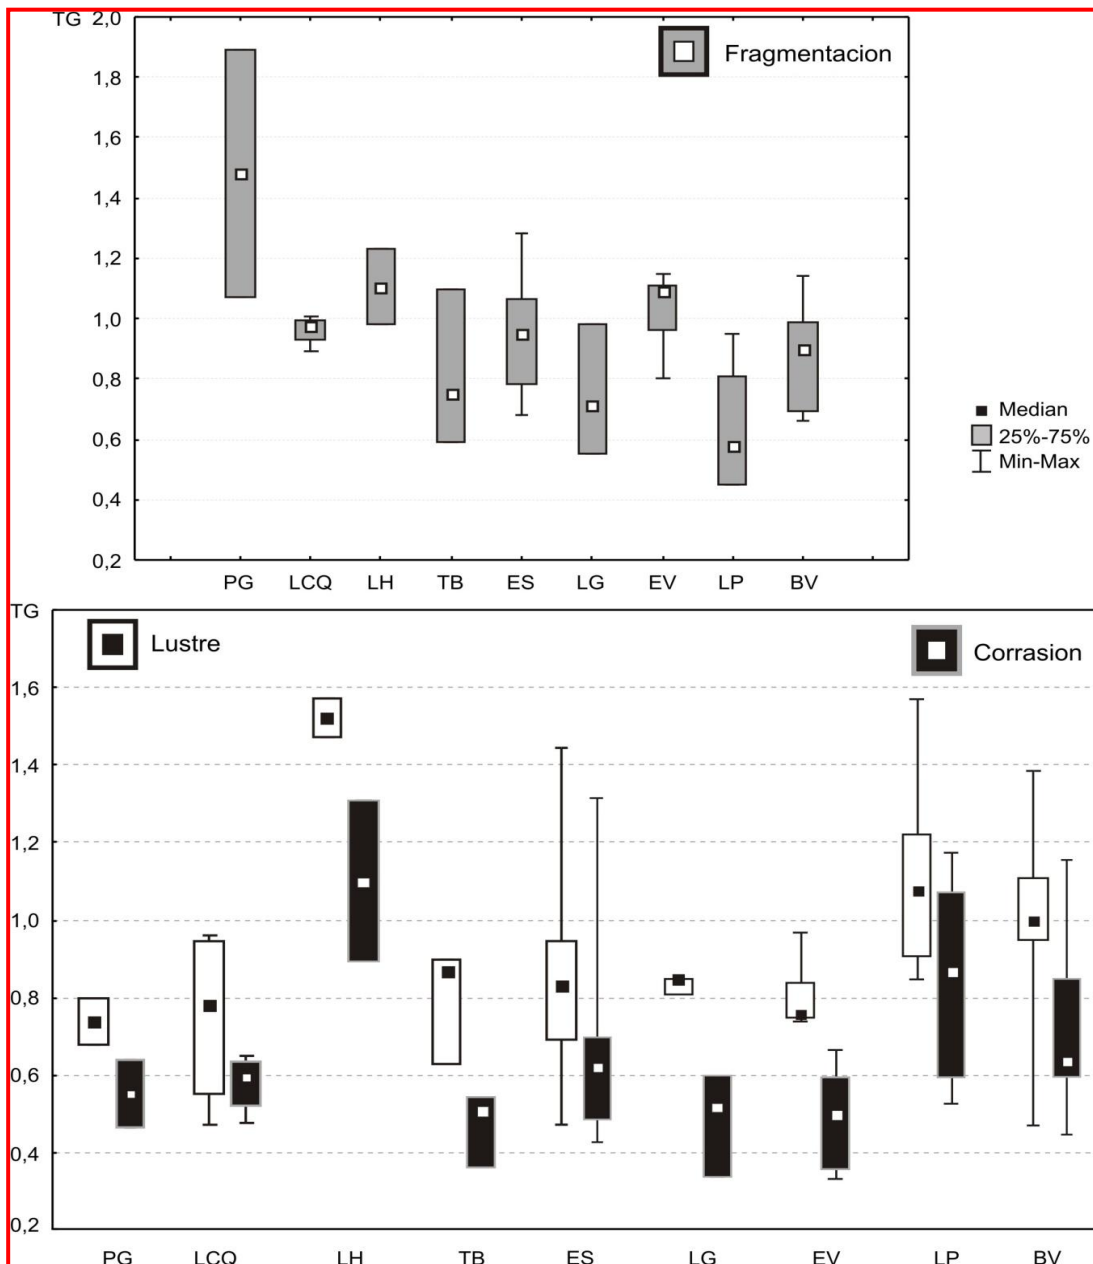 TG 2,0
Fragmentacion
1,8
1,6
1,4
1,2
1,0
0,8
0,6
0,4
0,2
Median
25%-75%
Min-Max
PG LCQ LH TB ES LG EV LP BV
TG
Lustre
Corrasion
1,6
1,4
1,2
1,0
0,8
0,6
0,4
0,2
PG LCQ LH TB ES LG EV LP BV